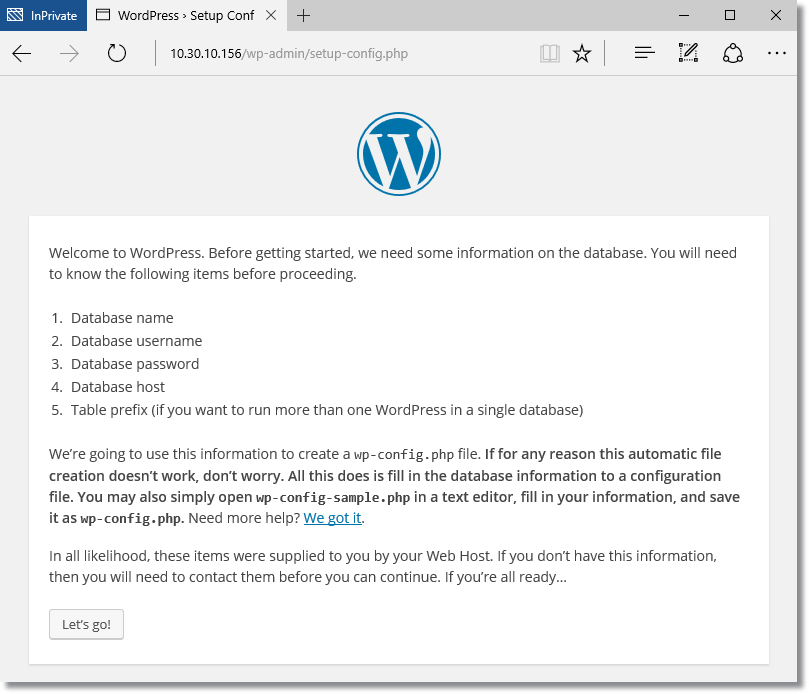 InPrivate
WordPress › Setup Conf
10.30.10.156/wp-admin/setup-config.php
Welcome to WordPress. Before getting started, we need some information on the database. You will need
to know the following items before proceeding.
1. Database name
2. Database username
3. Database password
4. Database host
5. Table prefix (if you want to run more than one WordPress in a single database)
We’re going to use this information to create a wp-config.php file. If for any reason this automatic file
creation doesn’t work, don’t worry. All this does is fill in the database information to a configuration
file. You may also simply open wp-config-sample.php in a text editor, fill in your information, and save
it as wp-config.php. Need more help? We got it.
In all likelihood, these items were supplied to you by your Web Host. If you don’t have this information,
then you will need to contact them before you can continue. If you’re all ready…
Let’s go!